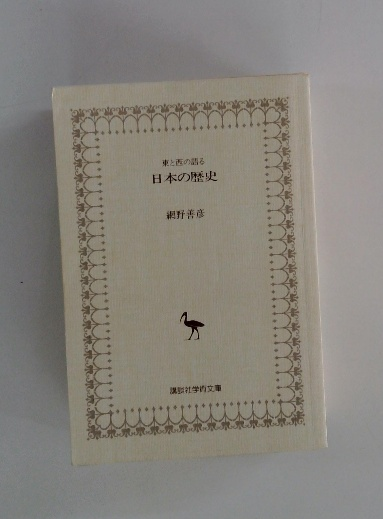 東と西の語る
日本の歴史
網野善彦
講談社学術文庫